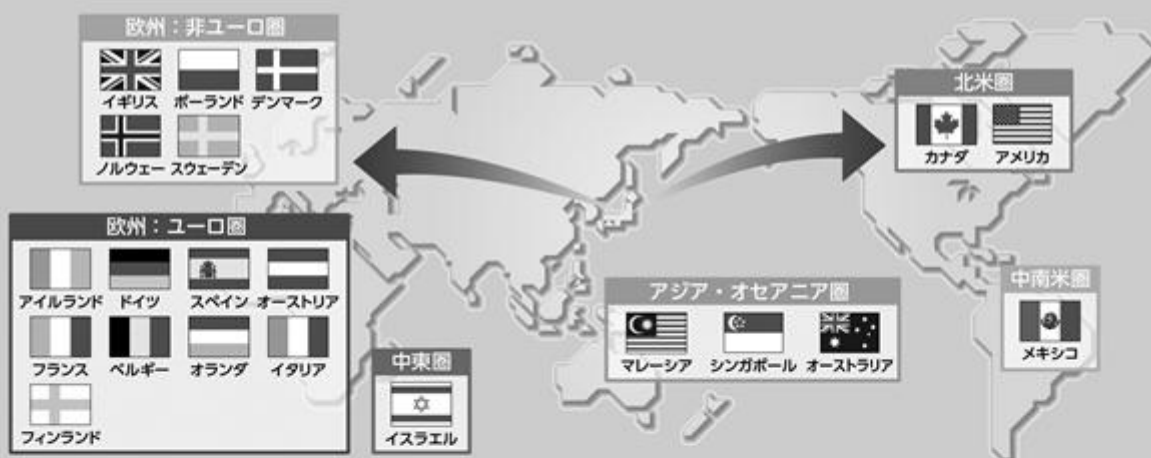 欧州：非ユーロ圏
イギリス ポーランド デンマーク
ノルウェー スウェーデン
欧州：ユーロ圏
アイルランド ドイツ スペイン オーストリア
フランス ベルギー オランダ イタリア
フィンランド
中東圏
イスラエル
アジア・オセアニア圏
マレーシア シンガポール オーストラリア
北米圏
カナダ アメリカ
中南米圏
メキシコ